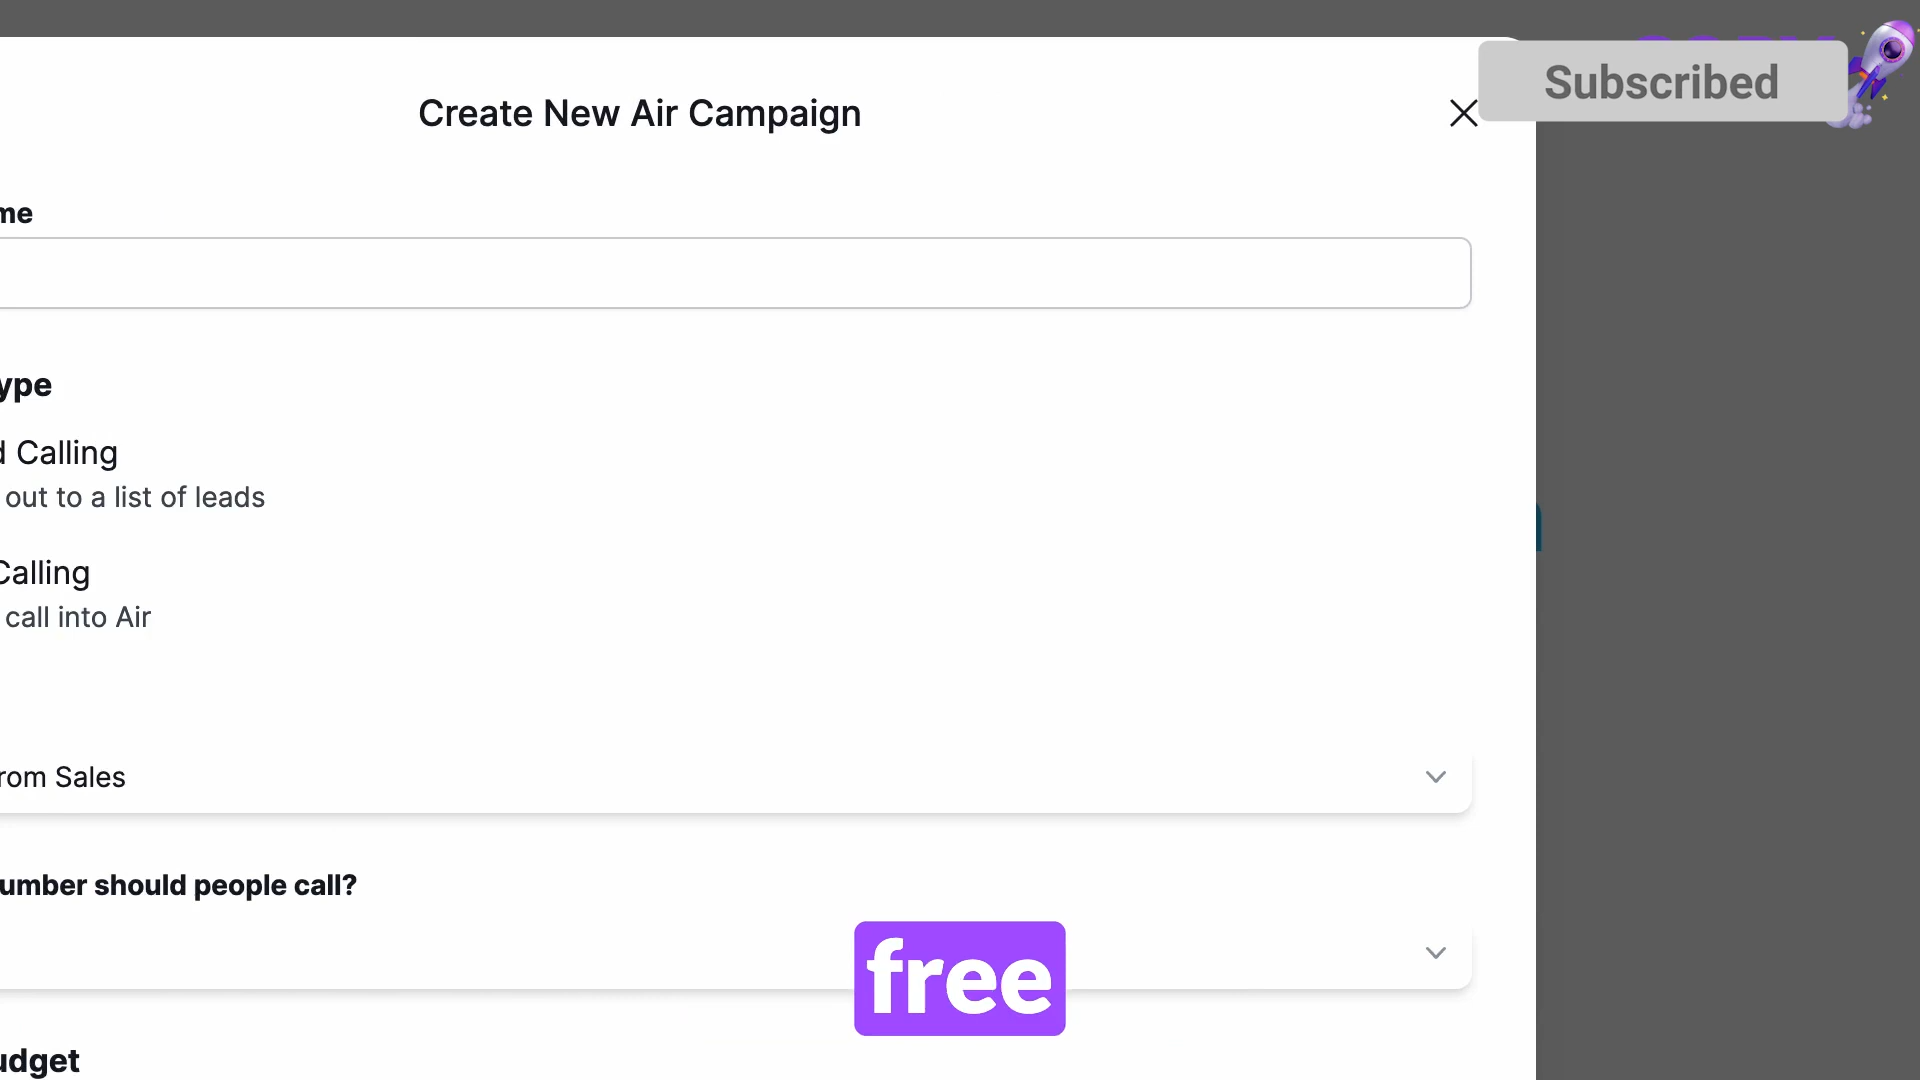 Subscribed
Create New Air Campaign
me
ype
d Calling
out to a list of leads
Calling
call into Air
rom Sales
umber should people call?
free
udget